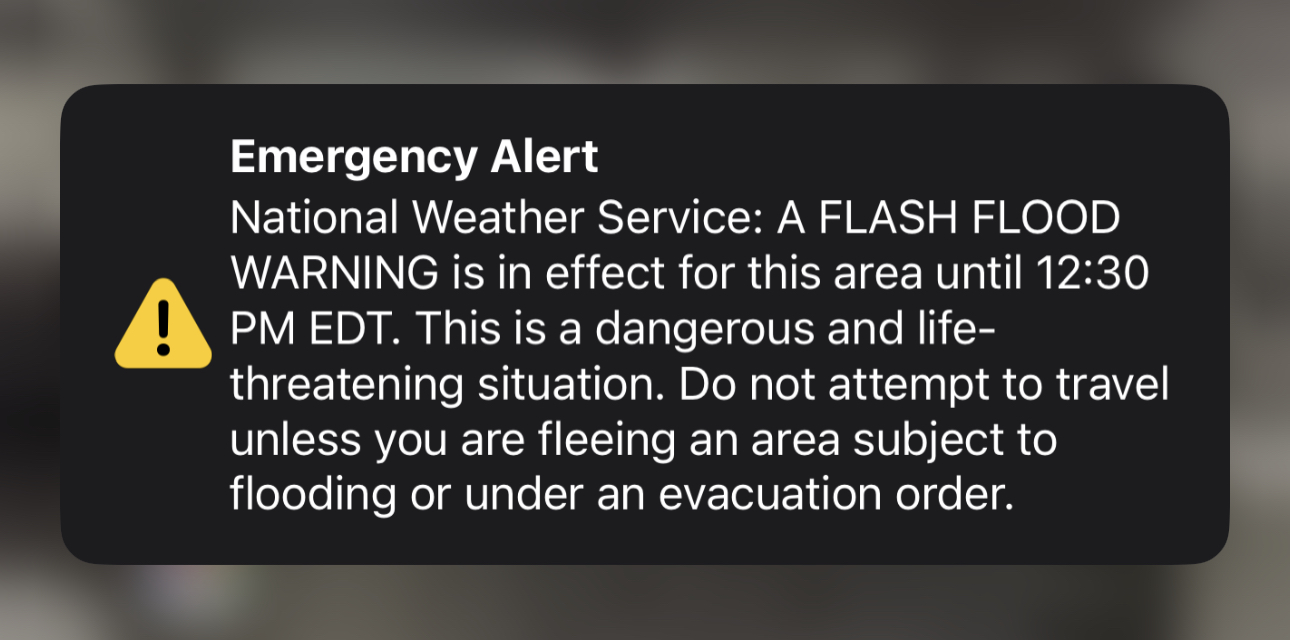 Emergency Alert
National Weather Service: A FLASH FLOOD
WARNING is in effect for this area until 12:30
PM EDT. This is a dangerous and life-
threatening situation. Do not attempt to travel
unless you are fleeing an area subject to
flooding or under an evacuation order.